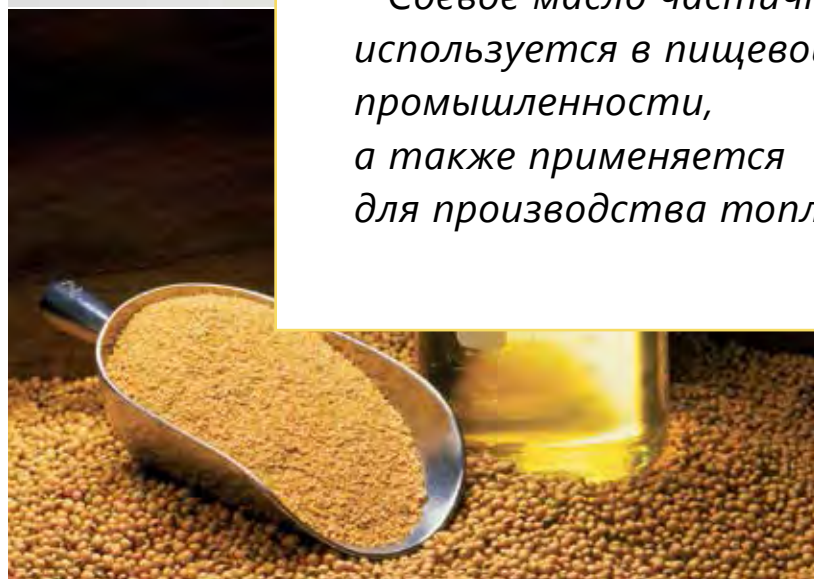 Соевое масло
используется в
промышленности,
а также применяется
для производства